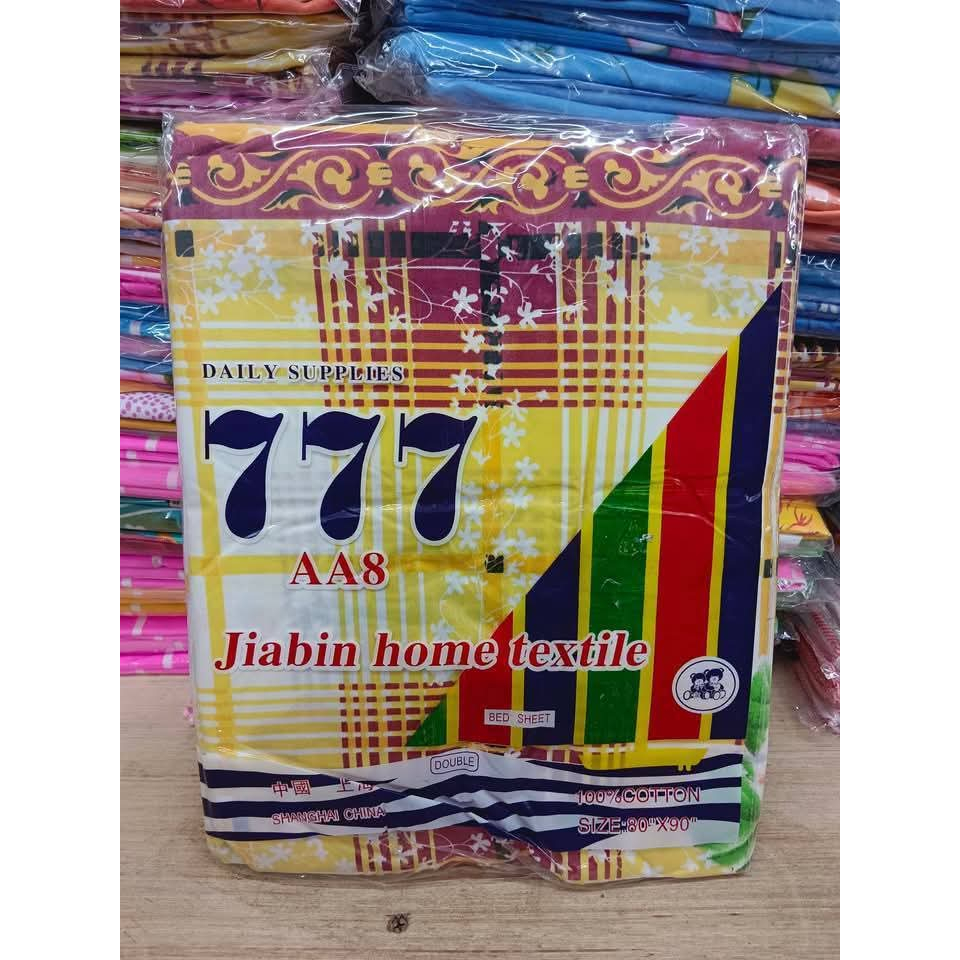 DAILY SUPPLIES
777
AA8
Jiabin home textile
BED SHEET
DOUBLE
中國 上海
SHANGHAI CHINA
100%COTTON
SIZE:80"X90"